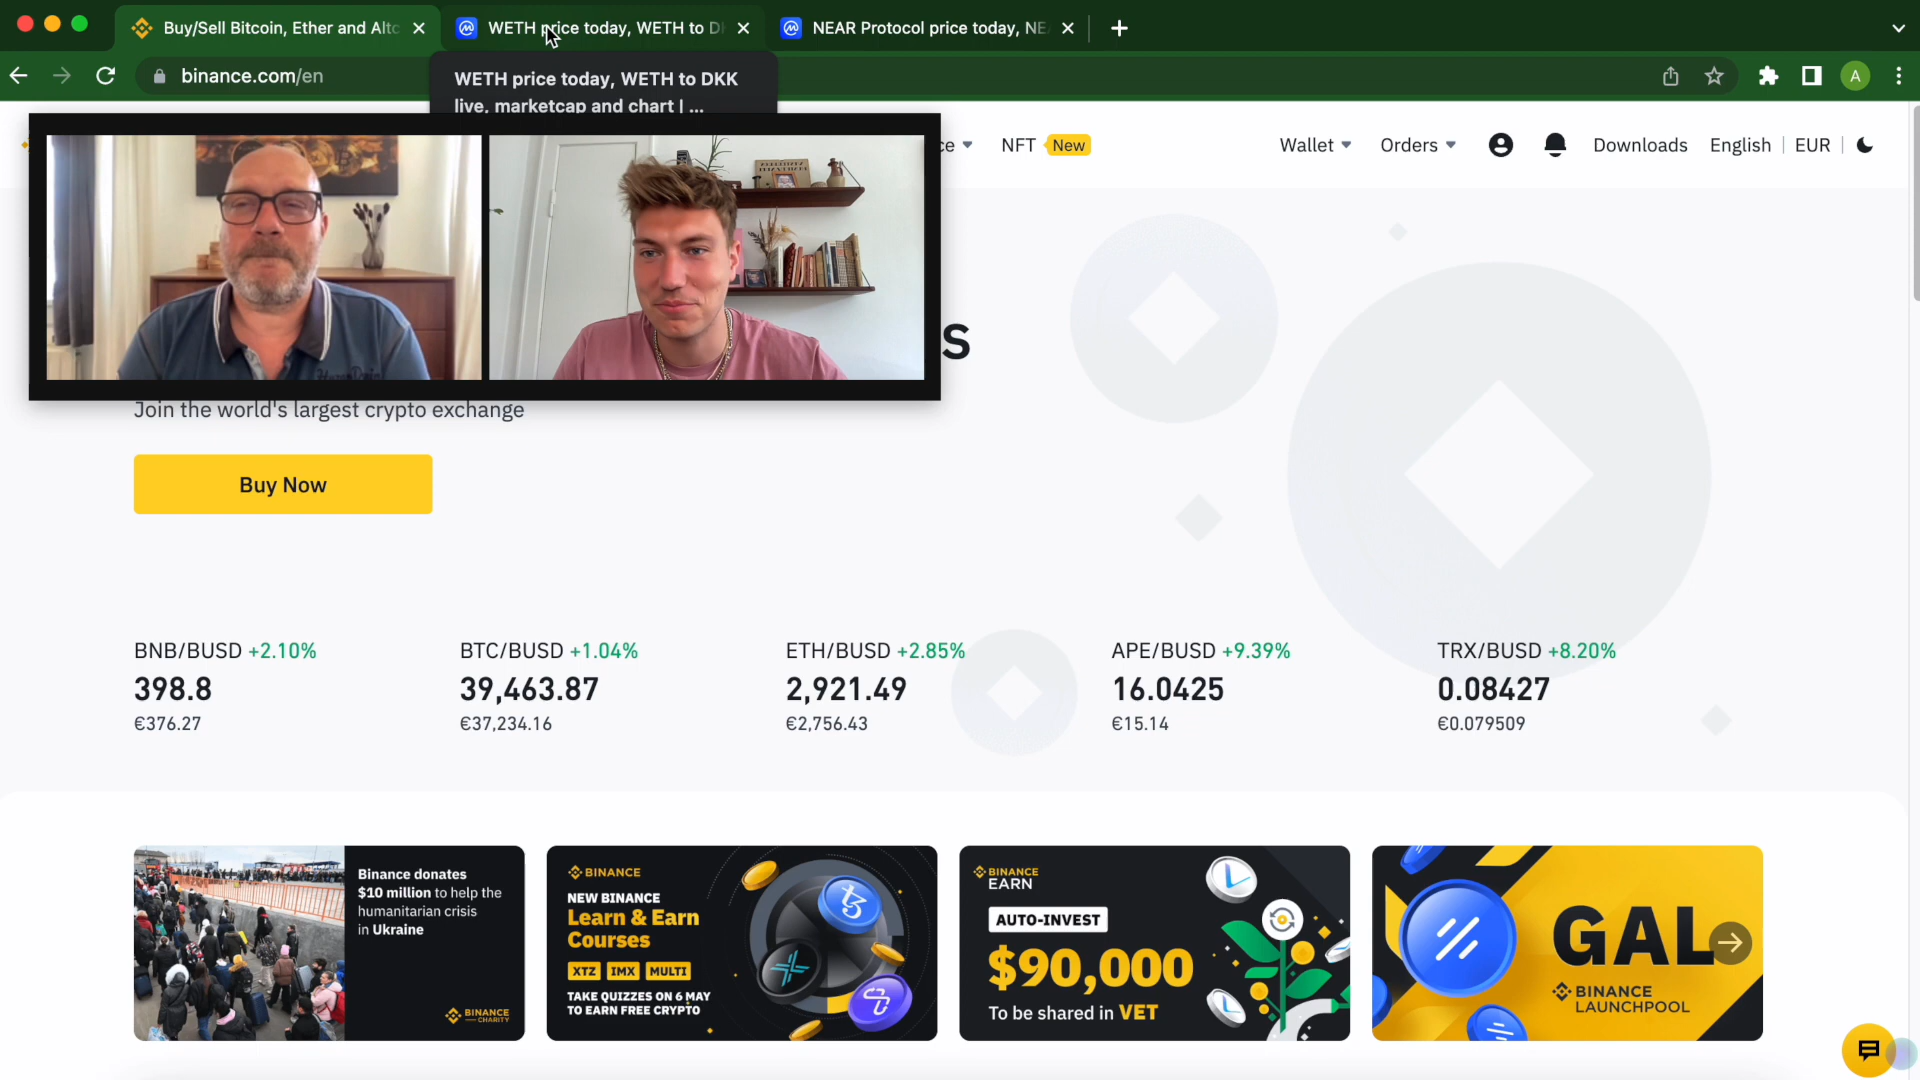 Buy/Sell Bitcoin, Ether and Altc
WETH price today, WETH to D
NEAR Protocol price today, NE
binance.com/en
A
WETH price today, WETH to DKK
live, marketcap and chart | ...
ce
NFT New
Wallet
Orders
Downloads
English
EUR
s
Join the world's largest crypto exchange
Buy Now
BNB/BUSD +2.10%
398.8
€376.27
BTC/BUSD +1.04%
39,463.87
€37,234.16
ETH/BUSD +2.85%
2,921.49
€2,756.43
APE/BUSD +9.39%
16.0425
€15.14
TRX/BUSD +8.20%
0.08427
€0.079509
Binance donates
$10 million to help the
humanitarian crisis
in Ukraine
BINANCE
CHARITY
BINANCE
NEW BINANCE
Learn & Earn
Courses
XTZ IMX MULTI
TAKE QUIZZES ON 6 MAY
TO EARN FREE CRYPTO
BINANCE
EARN
AUTO-INVEST
$90,000
To be shared in VET
GAL
BINANCE
LAUNCHPOOL